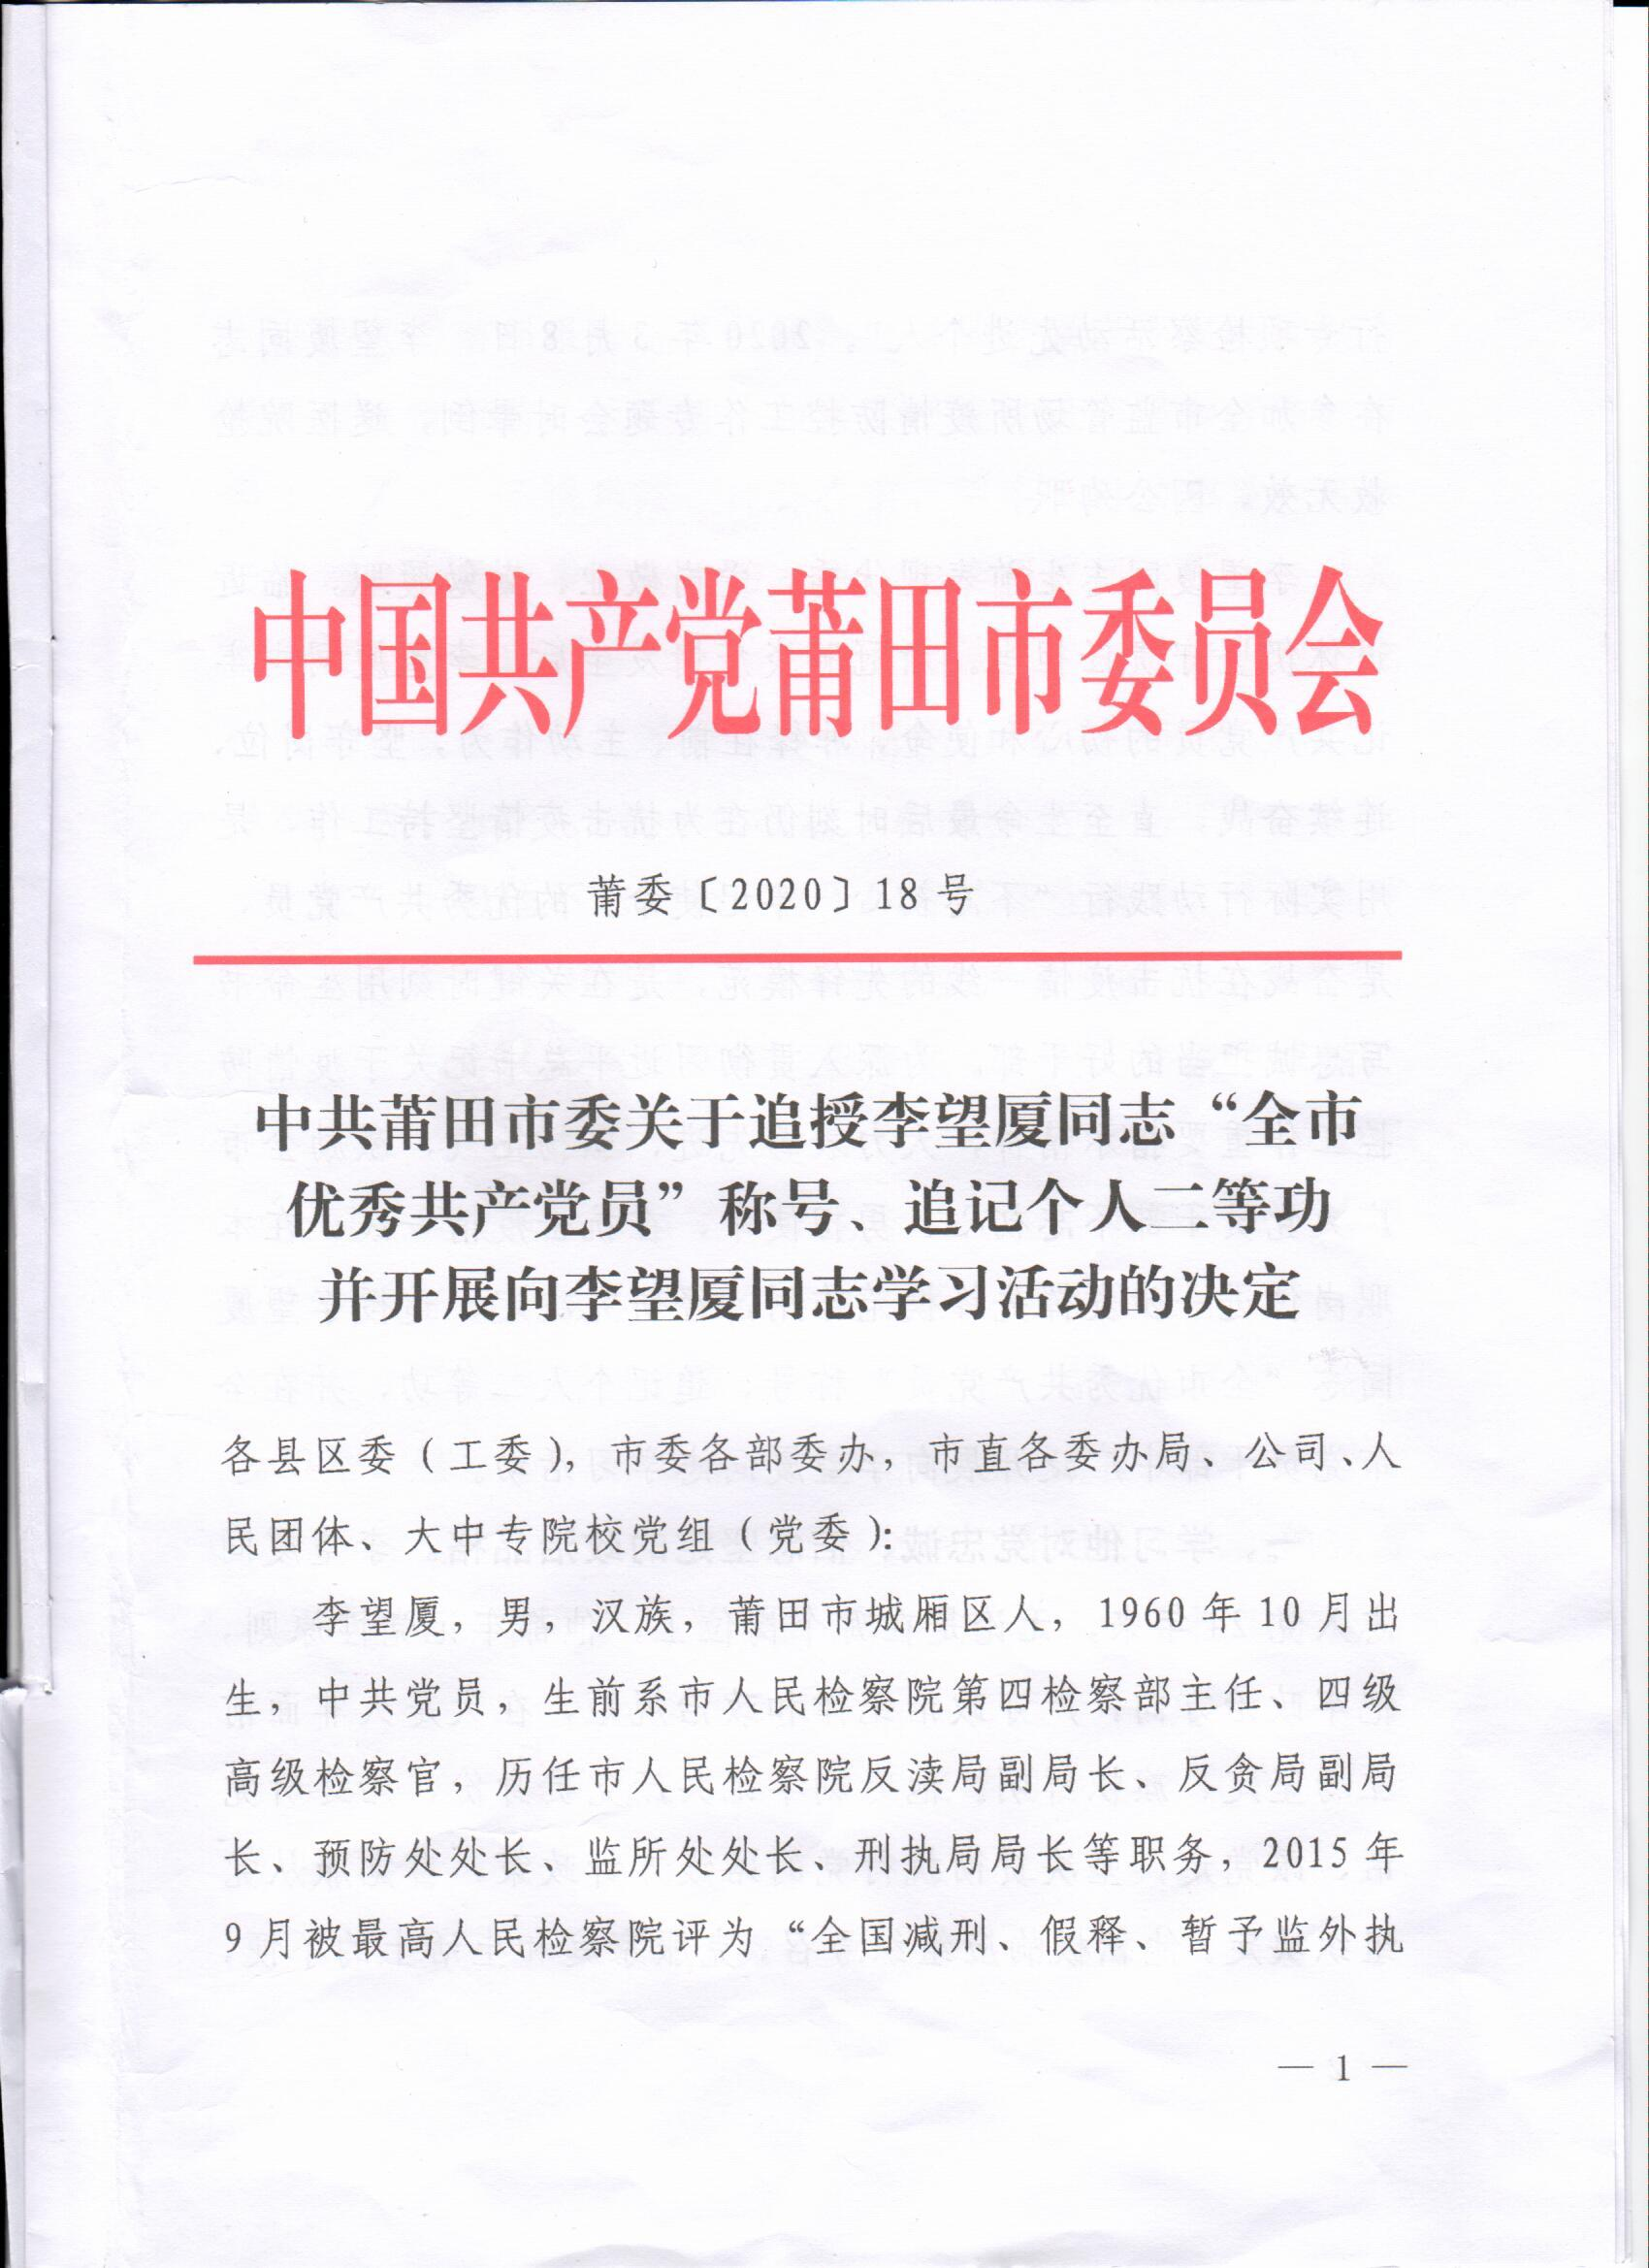 中国共产党莆田市委员会
莆委〔2020〕18号
中共莆田市委关于追授李望厦同志“全市
优秀共产党员”称号、追记个人二等功
并开展向李望厦同志学习活动的决定
各县区委（工委），市委各部委办，市直各委办局、公司、人
民团体、大中专院校党组（党委）：
李望厦，男，汉族，莆田市城厢区人，1960年10月出
生，中共党员，生前系市人民检察院第四检察部主任、四级
高级检察官，历任市人民检察院反渎局副局长、反贪局副局
长、预防处处长、监所处处长、刑执局局长等职务，2015年
9月被最高人民检察院评为“全国减刑、假释、暂予监外执
— 1 —